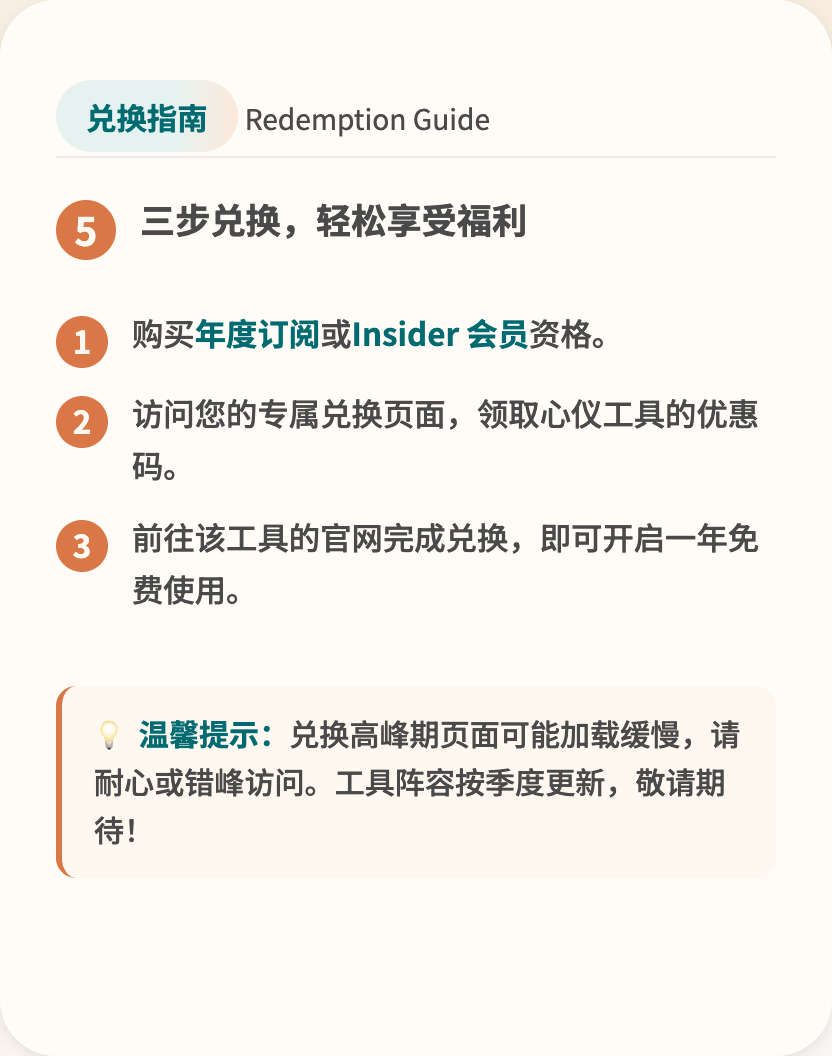 兑换指南 Redemption Guide
5 三步兑换，轻松享受福利
1 购买年度订阅或Insider 会员资格。
2 访问您的专属兑换页面，领取心仪工具的优惠
码。
3 前往该工具的官网完成兑换，即可开启一年免
费使用。
💡 温馨提示：兑换高峰期页面可能加载缓慢，请
耐心或错峰访问。工具阵容按季度更新，敬请期
待！